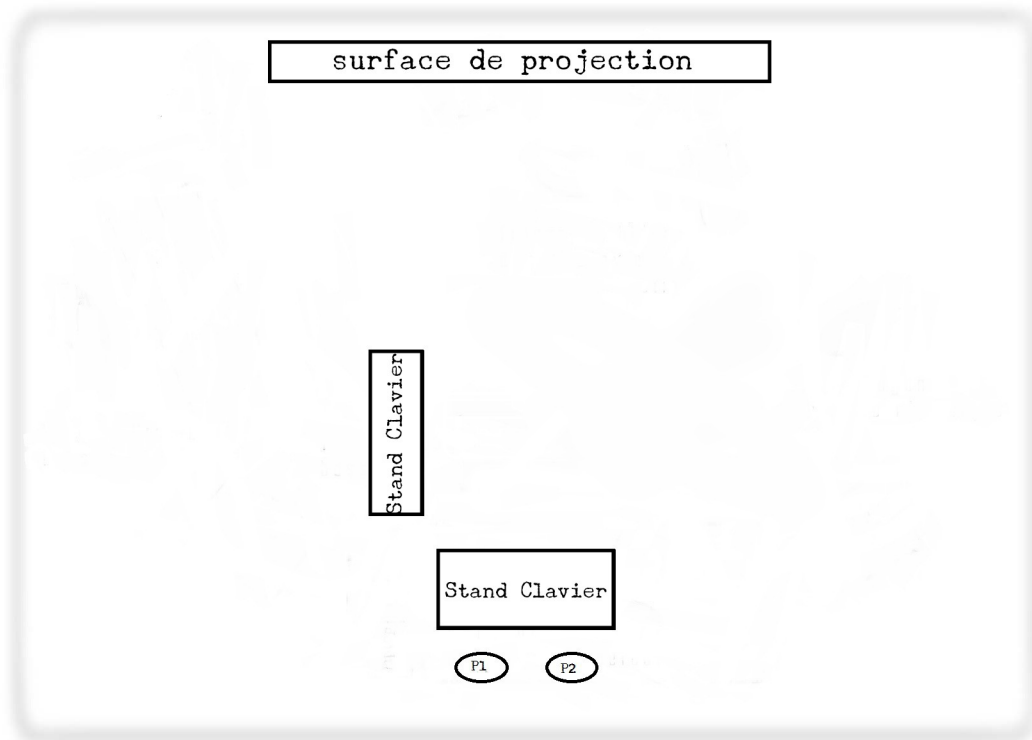 surface de projection
Stand Clavier
Stand Clavier
P1
P2